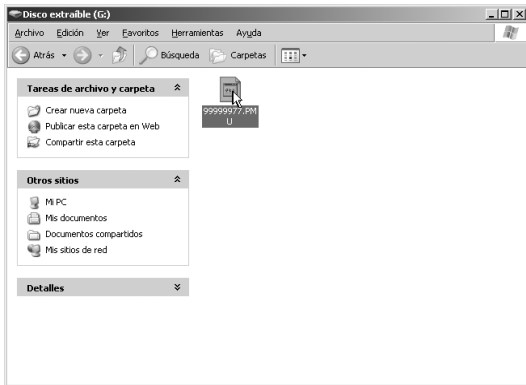 Disco extraíble (G:)
Archivo Edición Ver Favoritos Herramientas Ayuda
Atrás Búsqueda Carpetas
Tareas de archivo y carpeta
Crear nueva carpeta
Publicar esta carpeta en Web
Compartir esta carpeta
Otros sitios
Mi PC
Mis documentos
Documentos compartidos
Mis sitios de red
Detalles
99999977.PM
U